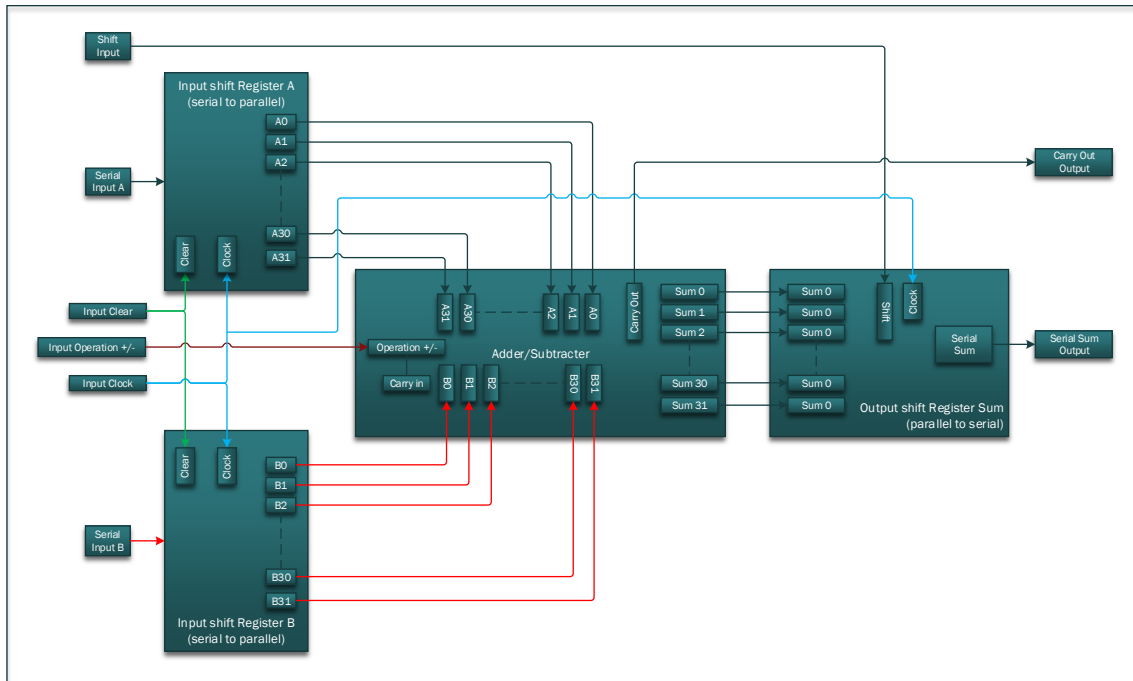 Shift
Input
Input shift Register A
(serial to parallel)
A0
A1
A2
A30
A31
Clear
Clock
Serial
Input A
Carry Out
Output
Input Clear
Input Operation +/-
Input Clock
A31
A30
A2
A1
A0
Carry Out
Sum 0
Sum 1
Sum 2
Sum 30
Sum 31
Operation +/-
Carry in
Adder/Subtracter
B0
B1
B2
B30
B31
Sum 0
Sum 0
Sum 0
Sum 0
Sum 0
Shift
Clock
Serial
Sum
Output shift Register Sum
(parallel to serial)
Serial Sum
Output
Clear
Clock
B0
B1
B2
B30
B31
Serial
Input B
Input shift Register B
(serial to parallel)